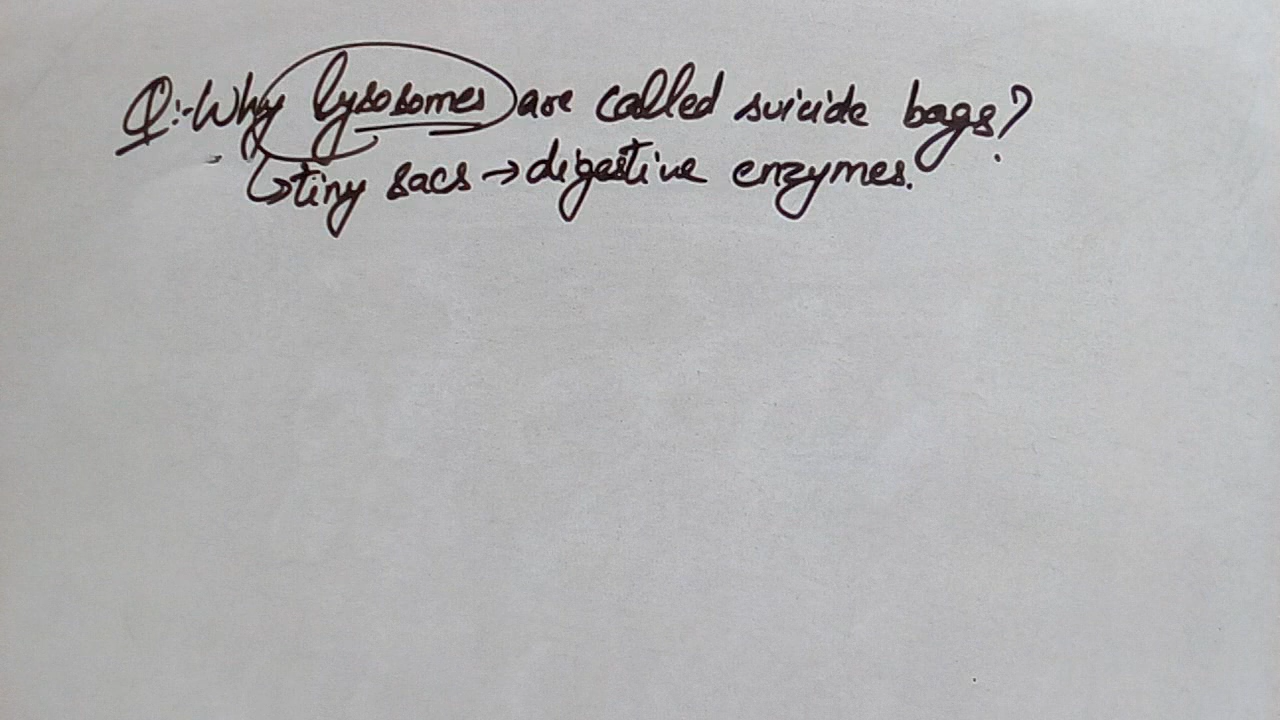 Q:- Why lysosomes are called suicide bags?
↳ tiny sacs → digestive enzymes.